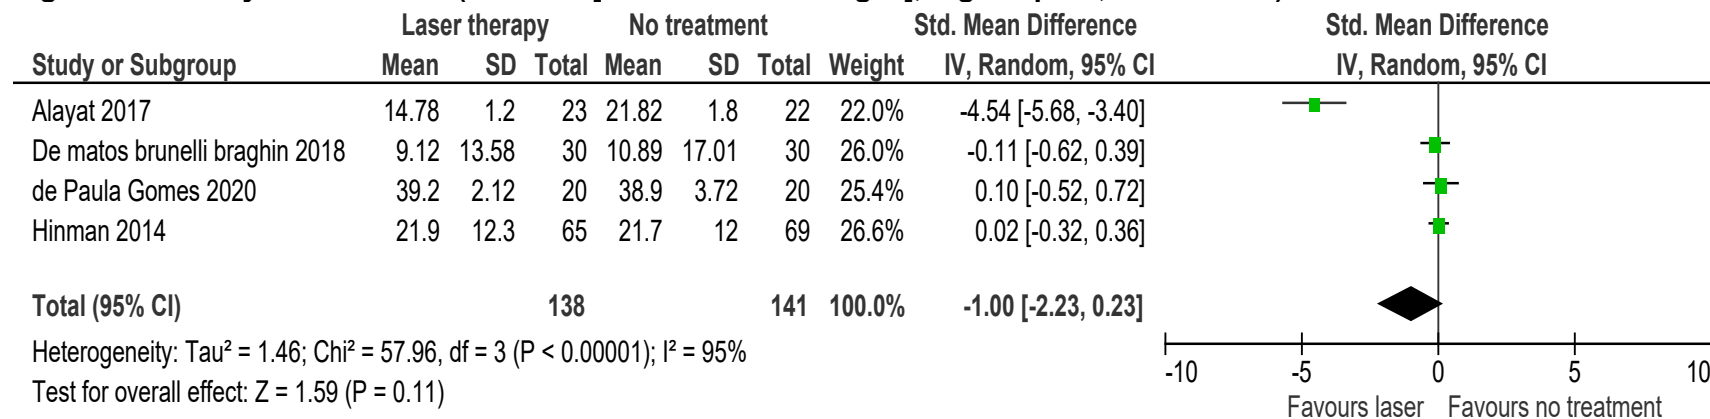 Laser therapy No treatment Std. Mean Difference Std. Mean Difference
Study or Subgroup Mean SD Total Mean SD Total Weight IV, Random, 95% CI IV, Random, 95% CI
Alayat 2017 14.78 1.2 23 21.82 1.8 22 22.0% -4.54 [-5.68, -3.40]
De matos brunelli braghin 2018 9.12 13.58 30 10.89 17.01 30 26.0% -0.11 [-0.62, 0.39]
de Paula Gomes 2020 39.2 2.12 20 38.9 3.72 20 25.4% 0.10 [-0.52, 0.72]
Hinman 2014 21.9 12.3 65 21.7 12 69 26.6% 0.02 [-0.32, 0.36]
Total (95% CI) 138 141 100.0% -1.00 [-2.23, 0.23]
Heterogeneity: Tau² = 1.46; Chi² = 57.96, df = 3 (P < 0.00001); I² = 95%
Test for overall effect: Z = 1.59 (P = 0.11)
-10 -5 0 5 10
Favours laser Favours no treatment